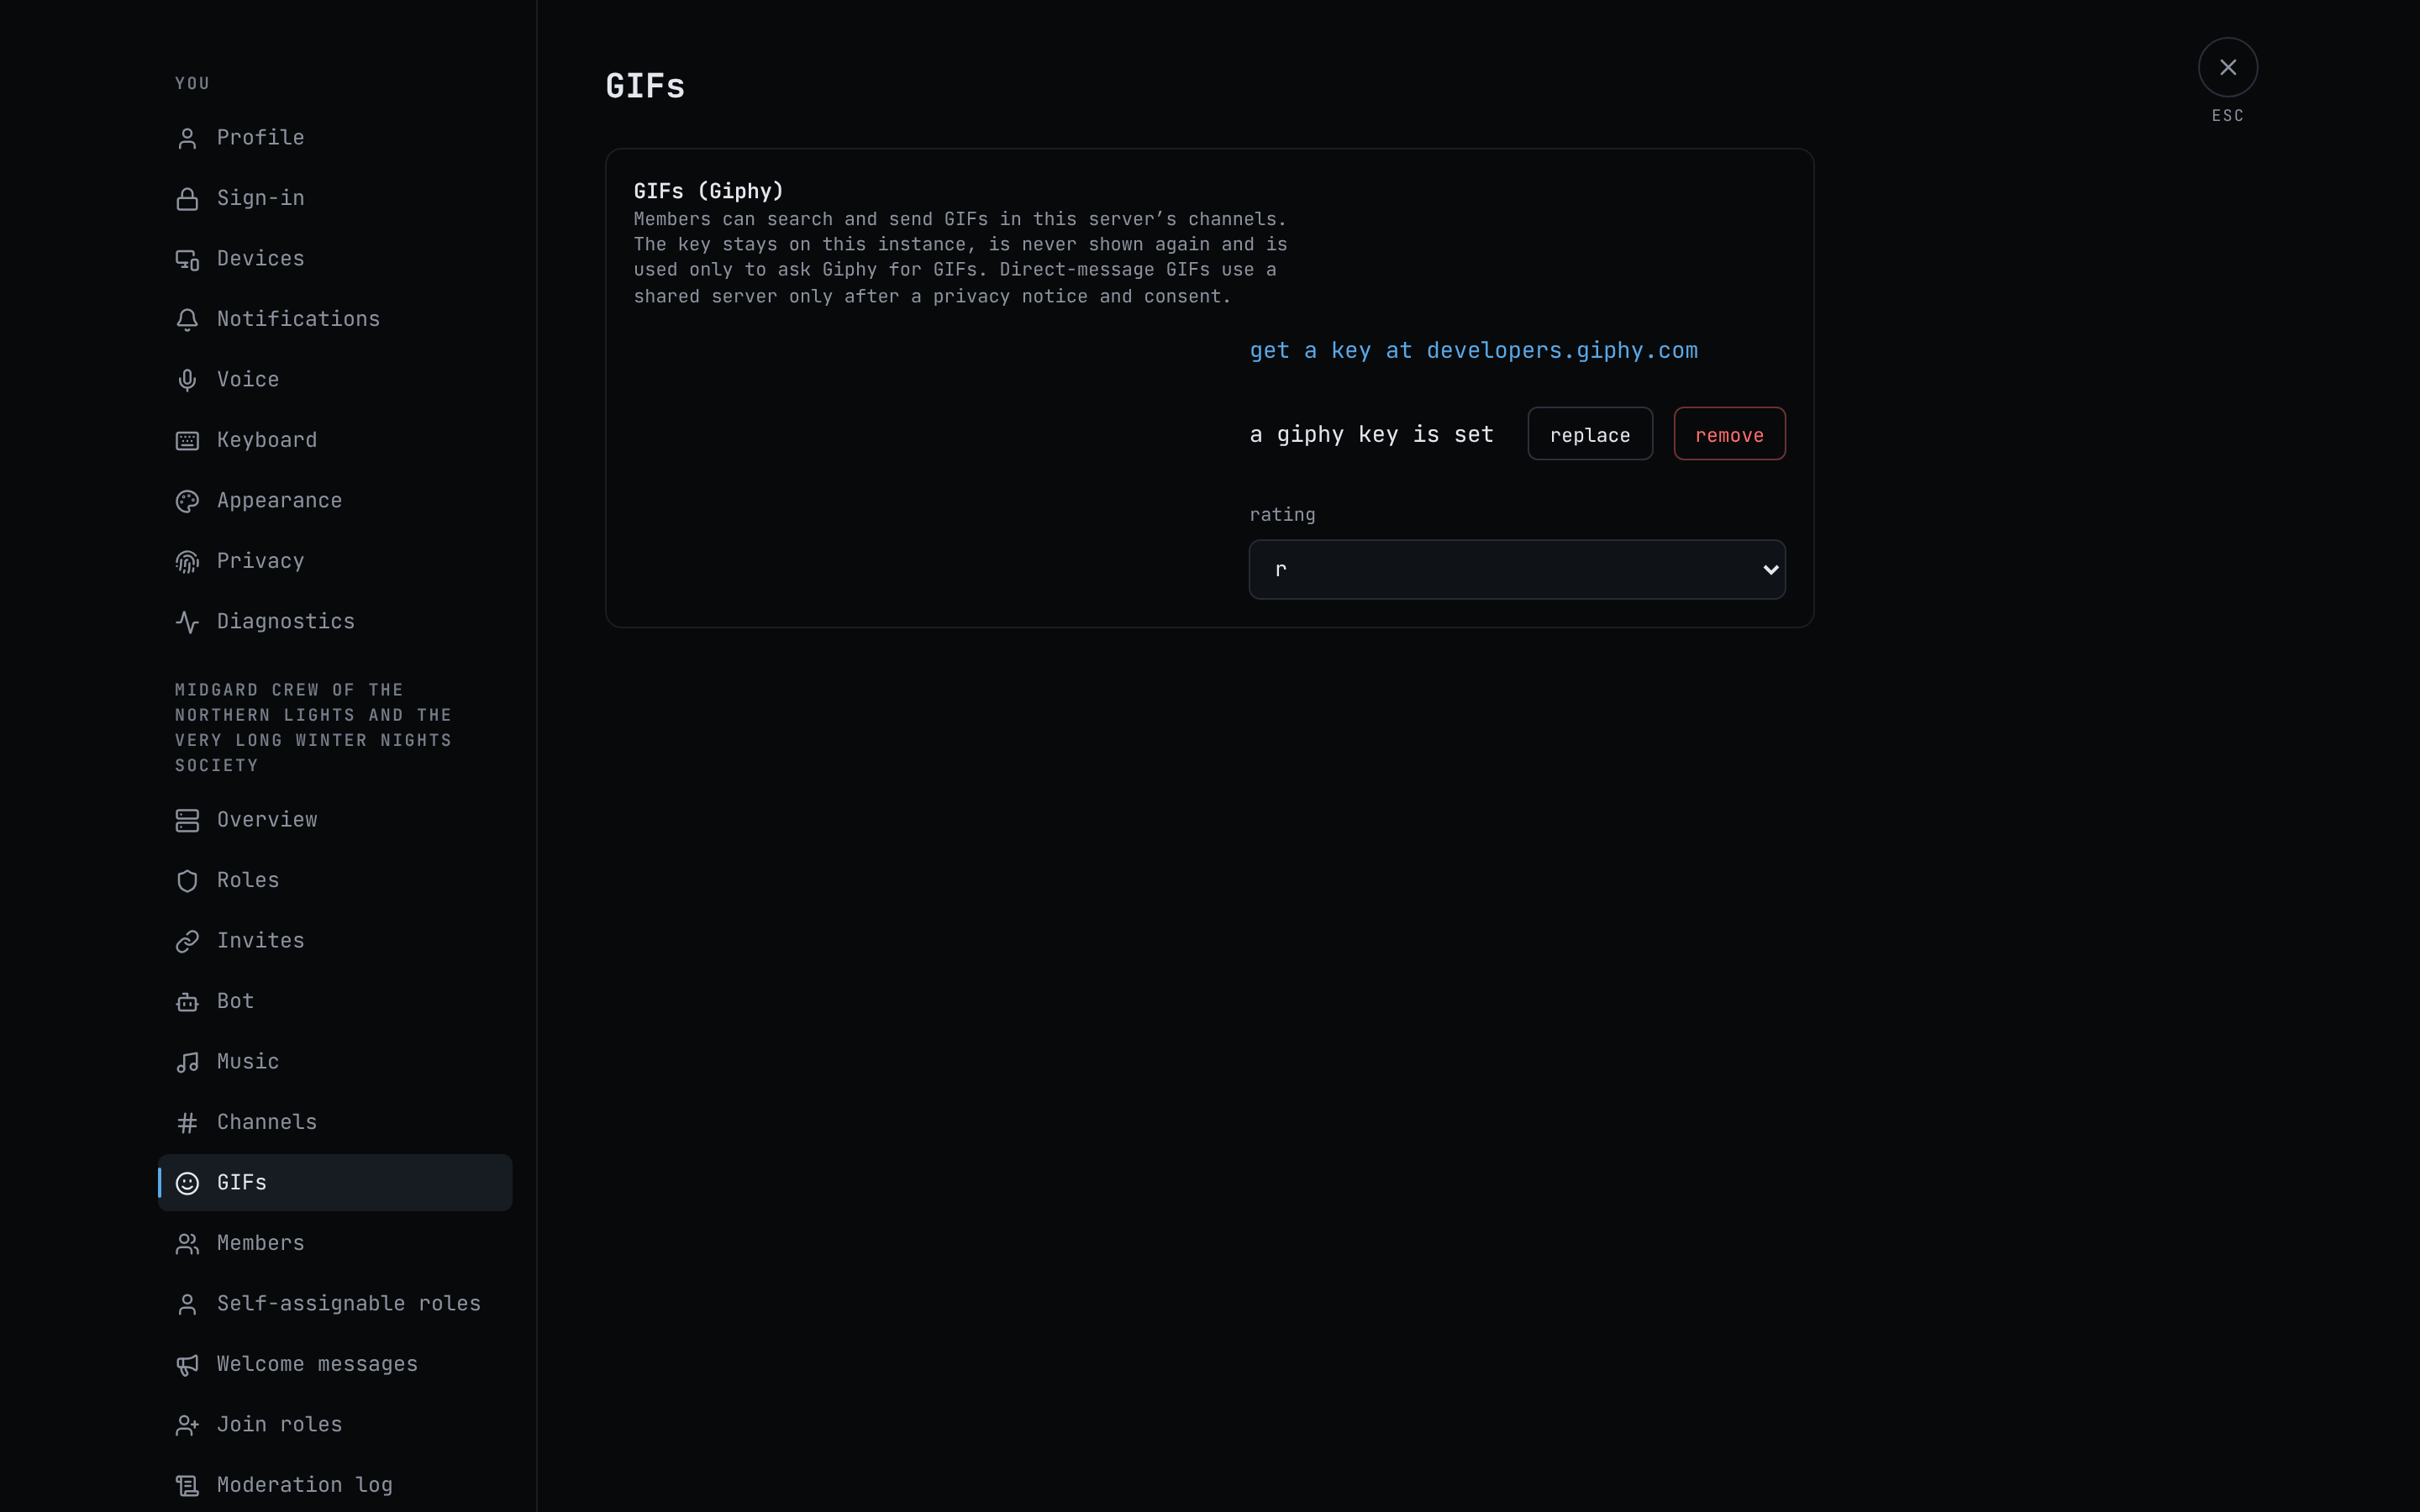 YOU
Profile
Sign-in
Devices
Notifications
Voice
Keyboard
Appearance
Privacy
Diagnostics
MIDGARD CREW OF THE
NORTHERN LIGHTS AND THE
VERY LONG WINTER NIGHTS
SOCIETY
Overview
Roles
Invites
Bot
Music
Channels
GIFs
Members
Self-assignable roles
Welcome messages
Join roles
Moderation log
GIFs
ESC
GIFs (Giphy)
Members can search and send GIFs in this server’s channels.
The key stays on this instance, is never shown again and is
used only to ask Giphy for GIFs. Direct-message GIFs use a
shared server only after a privacy notice and consent.
get a key at developers.giphy.com
a giphy key is set replace remove
rating
r